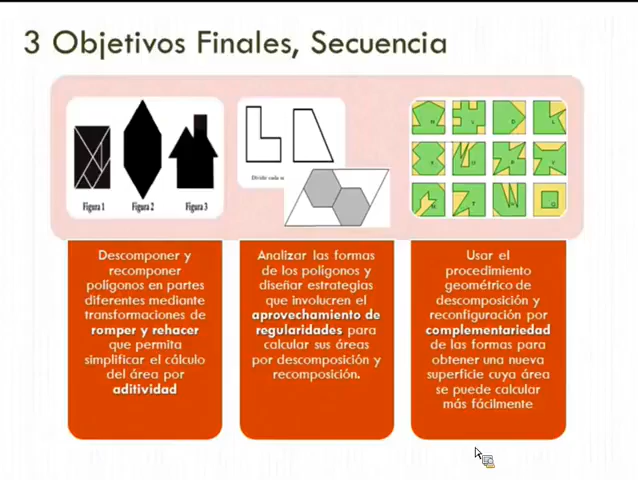 3 Objetivos Finales, Secuencia
Figura 1
Figura 2
Figura 3
Divide cada
Descomponer y
recomponer
polígonos en partes
diferentes mediante
transformaciones de
romper y rehacer
que permita
simplificar el cálculo
del área por
aditividad
Analizar las formas
de los polígonos y
diseñar estrategias
que involucren el
aprovechamiento de
regularidades para
calcular sus áreas
por descomposición y
recomposición.
Usar el
procedimiento
geométrico de
descomposición y
reconfiguración por
complementariedad
de las formas para
obtener una nueva
superficie cuya área
se puede calcular
más fácilmente